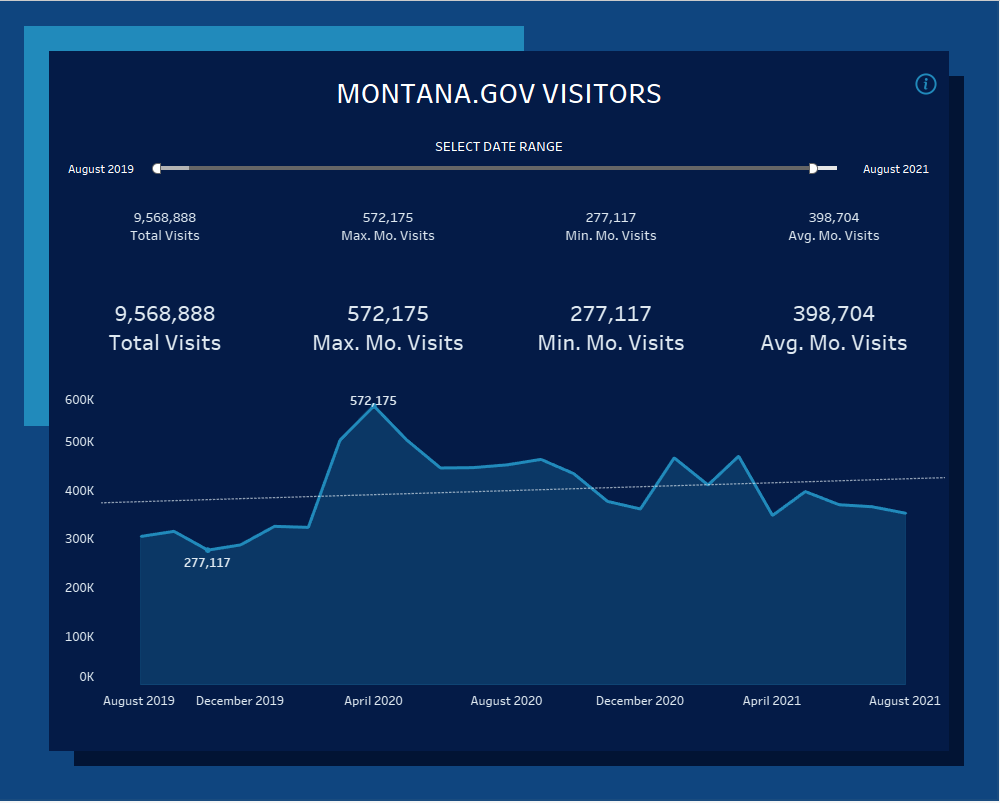 MONTANA.GOV VISITORS
i
SELECT DATE RANGE
August 2019 August 2021
9,568,888 572,175 277,117 398,704
Total Visits Max. Mo. Visits Min. Mo. Visits Avg. Mo. Visits
9,568,888 572,175 277,117 398,704
Total Visits Max. Mo. Visits Min. Mo. Visits Avg. Mo. Visits
600K
572,175
500K
400K
300K
277,117
200K
100K
0K
August 2019 December 2019 April 2020 August 2020 December 2020 April 2021 August 2021